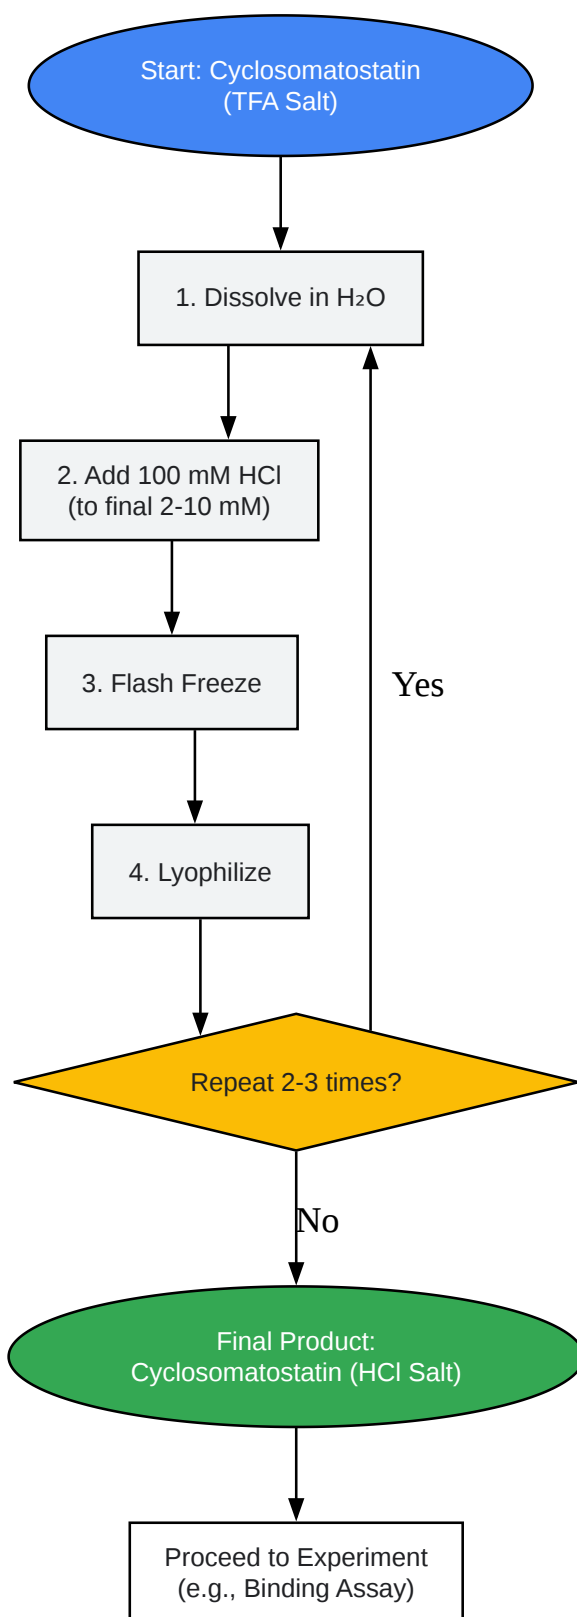 Start: Cyclosomatostatin
(TFA Salt)
1. Dissolve in H₂O
2. Add 100 mM HCl
(to final 2-10 mM)
3. Flash Freeze
Yes
4. Lyophilize
Repeat 2-3 times?
No
Final Product:
Cyclosomatostatin (HCl Salt)
Proceed to Experiment
(e.g., Binding Assay)